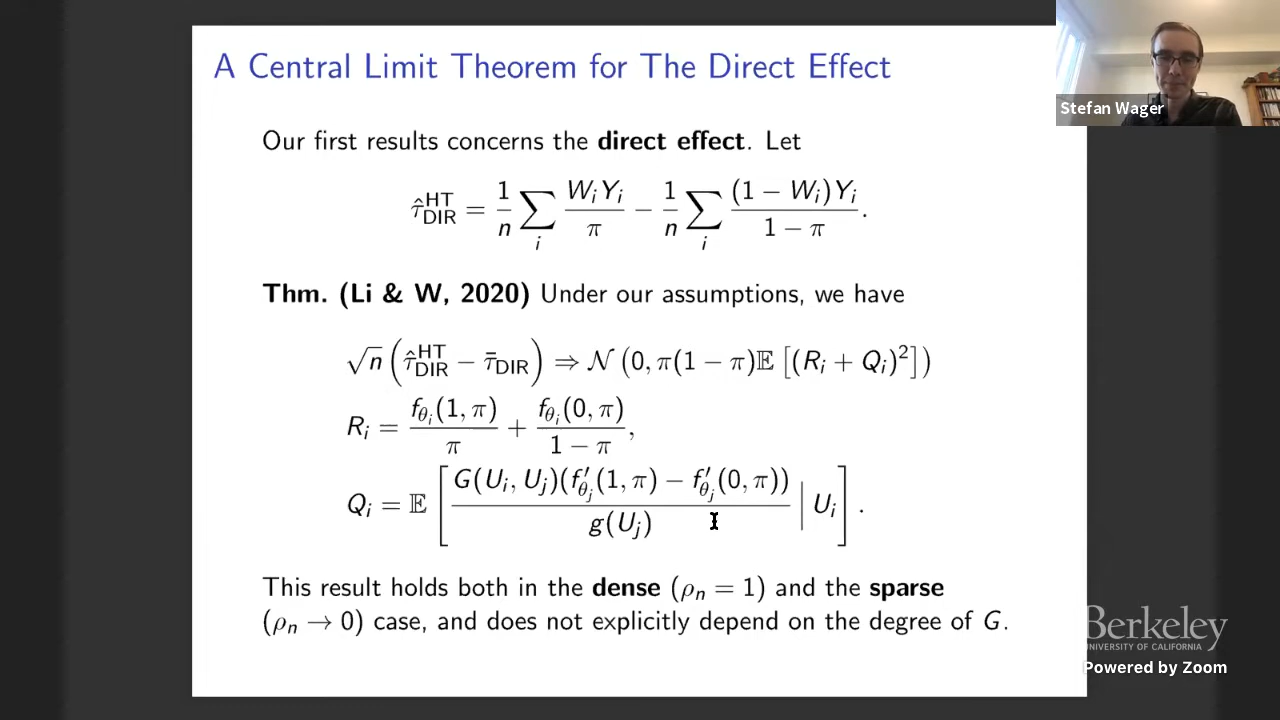 A Central Limit Theorem for The Direct Effect
Stefan Wager
Our first results concerns the direct effect. Let
τ̂_DIR^HT = 1/n ∑_i W_i Y_i / π − 1/n ∑_i (1 − W_i) Y_i / (1 − π).
Thm. (Li & W, 2020) Under our assumptions, we have
√n (τ̂_DIR^HT − τ̄_DIR) ⇒ 𝒩 (0, π(1 − π)𝔼 [(R_i + Q_i)²])
R_i = f_θi(1, π) / π + f_θi(0, π) / (1 − π),
Q_i = 𝔼 [ G(U_i, U_j)(f′_θj(1, π) − f′_θj(0, π)) / g(U_j) | U_i ].
This result holds both in the dense (ρ_n = 1) and the sparse
(ρ_n → 0) case, and does not explicitly depend on the degree of G.
Berkeley
UNIVERSITY OF CALIFORNIA
Powered by Zoom